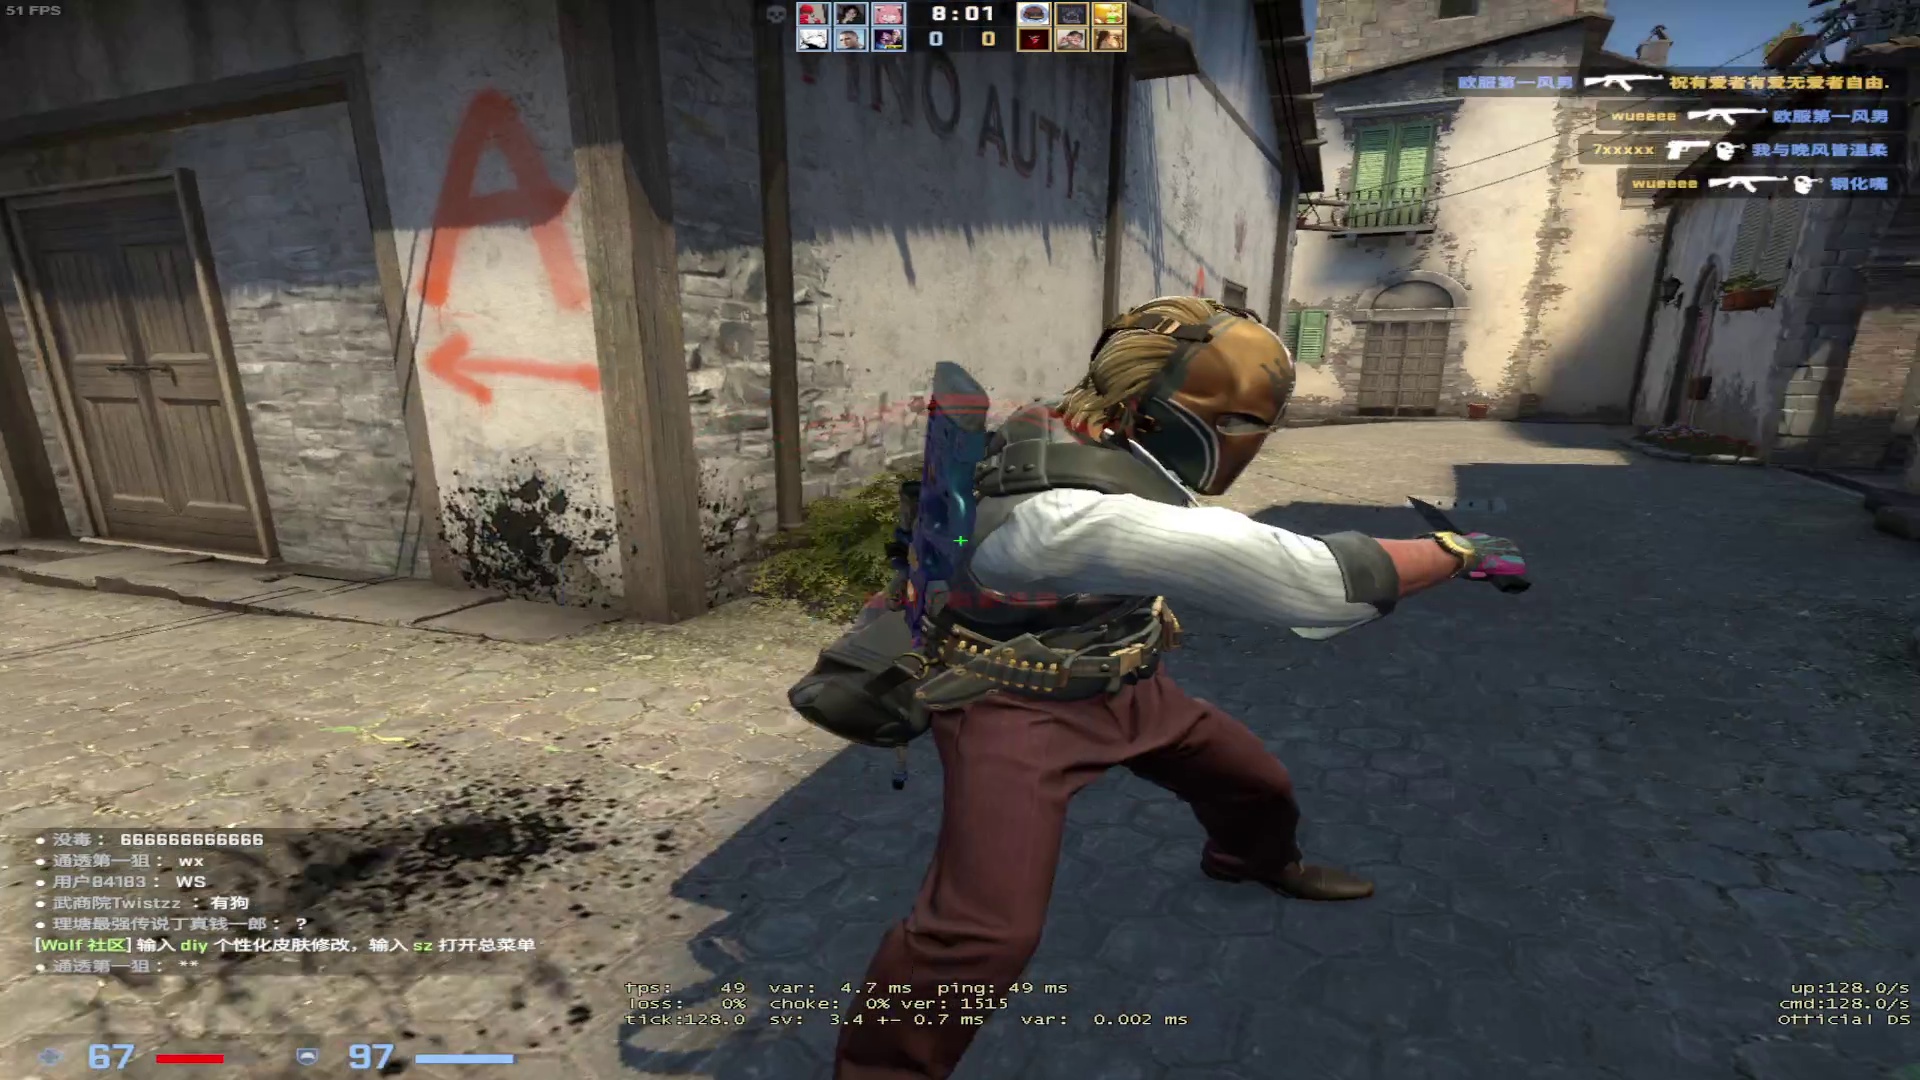 51 FPS
8:01
0 0
INO AUTY
A
欧服第一风男 祝有爱者有爱无爱者自由.
wueeee 欧服第一风男
7xxxxx 我与晚风皆温柔
wueeee 钢化嘴
没毒： 666666666666
通透第一狙： wx
用户84183： WS
武商院Twistzz ： 有狗
理塘最强传说丁真钱一郎： ?
[Wolf 社区] 输入 diy 个性化皮肤修改，输入 sz 打开总菜单
通透第一狙： **
fps: 49 var: 4.7 ms ping: 49 ms
loss: 0% choke: 0% ver: 1515
tick:128.0 sv: 3.4 +- 0.7 ms var: 0.002 ms
up:128.0/s
cmd:128.0/s
official DS
67 97